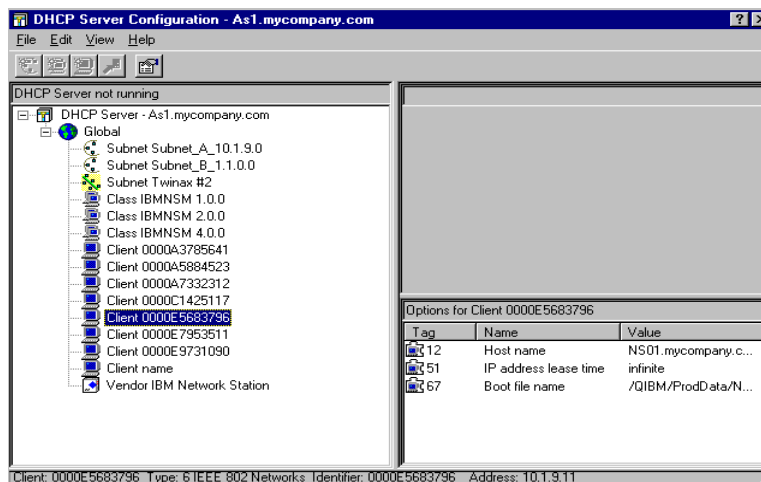 DHCP Server Configuration - As1.mycompany.com
File Edit View Help
DHCP Server not running
DHCP Server - As1.mycompany.com
Global
Subnet Subnet_A_10.1.9.0
Subnet Subnet_B_1.1.0.0
Subnet Twinax #2
Class IBMNSM 1.0.0
Class IBMNSM 2.0.0
Class IBMNSM 4.0.0
Client 0000A3785641
Client 0000A5884523
Client 0000A7332312
Client 0000C1425117
Client 0000E5683796
Client 0000E7953511
Client 0000E9731090
Client name
Vendor IBM Network Station
Options for Client 0000E5683796
Tag Name Value
12 Host name NS01.mycompany.c...
51 IP address lease time infinite
67 Boot file name /QIBM/ProdData/N...
Client: 0000E5683796 Type: 6 IEEE 802 Networks Identifier: 0000E5683796 Address: 10.1.9.11